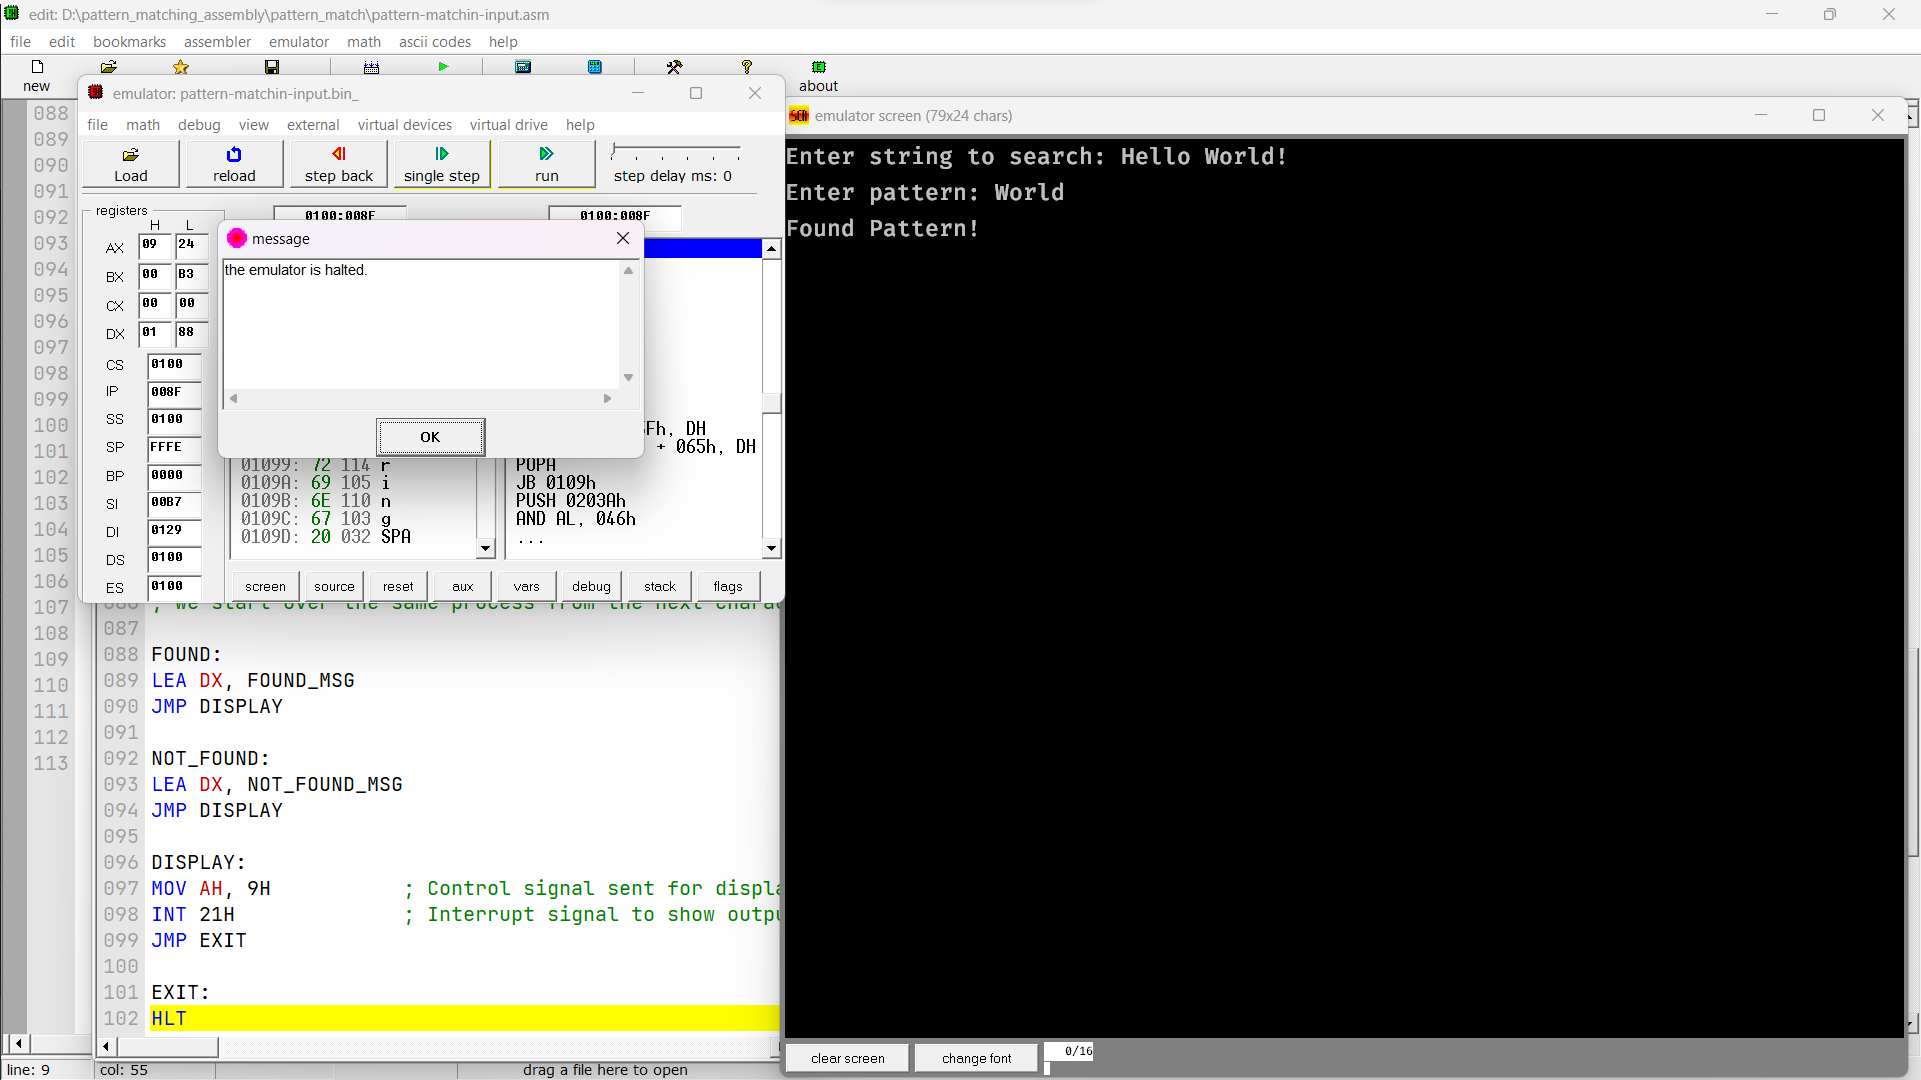 edit: D:\pattern_matching_assembly\pattern_match\pattern-matchin-input.asm
file edit bookmarks assembler emulator math ascii codes help
new
about
emulator: pattern-matchin-input.bin_
file math debug view external virtual devices virtual drive help
Load reload step back single step run step delay ms: 0
registers
H L
0100:008F 0100:008F
AX 09 24
BX 00 B3
CX 00 00
DX 01 88
CS 0100
IP 008F
SS 0100
SP FFFE
BP 0000
SI 00B7
DI 0129
DS 0100
ES 0100
message
the emulator is halted.
OK
Fh, DH
+ 065h, DH
01099: 72 114 r POPA
0109A: 69 105 i JB 0109h
0109B: 6E 110 n PUSH 0203Ah
0109C: 67 103 g AND AL, 046h
0109D: 20 032 SPA ...
screen source reset aux vars debug stack flags
088
089
090
091
092
093
094
095
096
097
098
099
100
101
102
103
104
105
106
107
108
109
110
111
112
113
086 ; we start over the same process from the next charac
087
088 FOUND:
089 LEA DX, FOUND_MSG
090 JMP DISPLAY
091
092 NOT_FOUND:
093 LEA DX, NOT_FOUND_MSG
094 JMP DISPLAY
095
096 DISPLAY:
097 MOV AH, 9H ; Control signal sent for displa
098 INT 21H ; Interrupt signal to show outpu
099 JMP EXIT
100
101 EXIT:
102 HLT
line: 9 col: 55 drag a file here to open
SCR emulator screen (79x24 chars)
Enter string to search: Hello World!
Enter pattern: World
Found Pattern!
clear screen change font 0/16